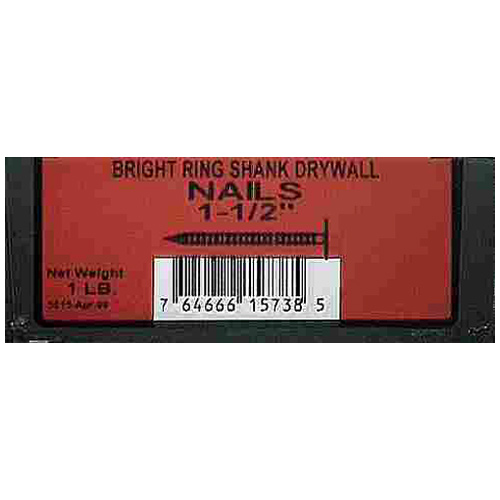 BRIGHT RING SHANK DRYWALL
NAILS
1-1/2"
Net Weight
1 LB.
7 64666 15738 5